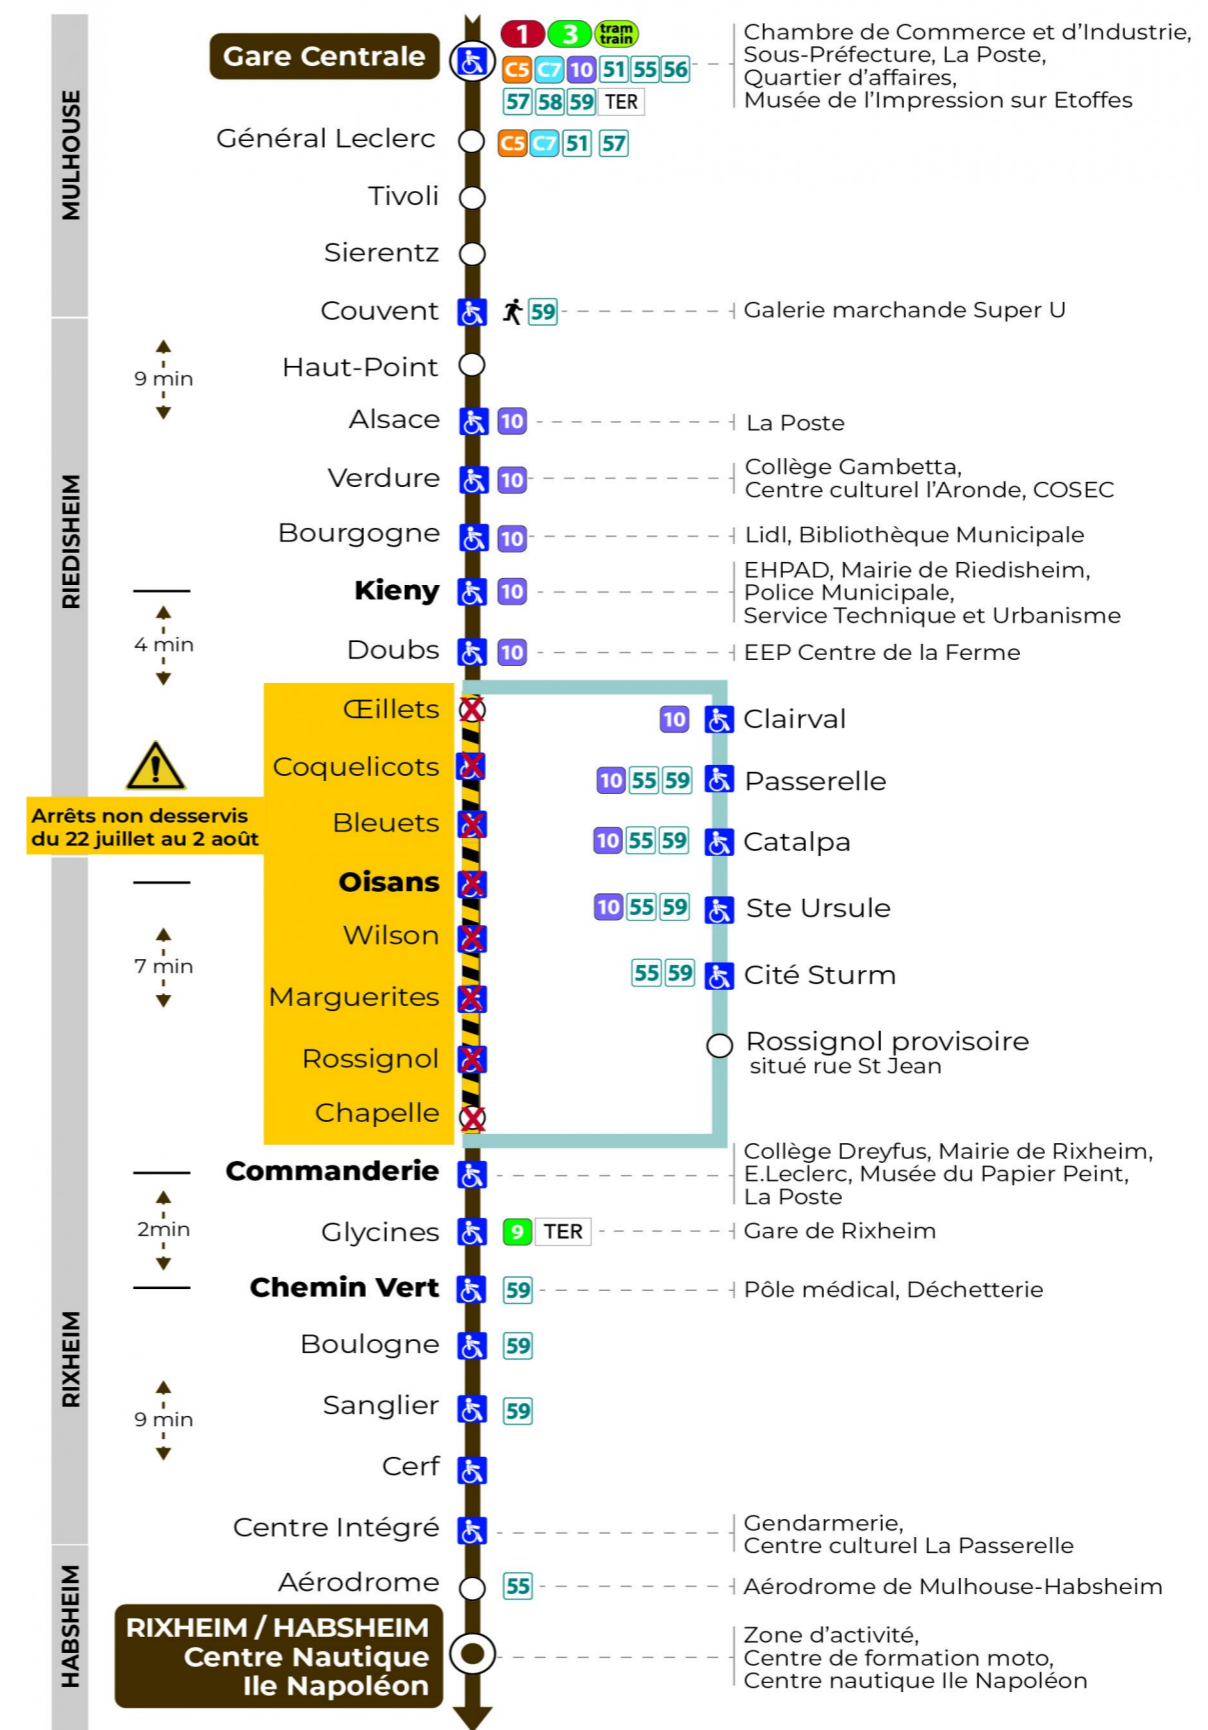 MULHOUSE
Gare Centrale
1 3 tram train
C5 C7 10 51 55 56
57 58 59 TER
Chambre de Commerce et d'Industrie,
Sous-Préfecture, La Poste,
Quartier d'affaires,
Musée de l'Impression sur Etoffes
Général Leclerc
C5 C7 51 57
Tivoli
Sierentz
Couvent
59
Galerie marchande Super U
RIEDISHEIM
9 min
Haut-Point
Alsace
10
La Poste
Verdure
10
Collège Gambetta,
Centre culturel l'Aronde, COSEC
Bourgogne
10
Lidl, Bibliothèque Municipale
Kieny
10
EHPAD, Mairie de Riedisheim,
Police Municipale,
Service Technique et Urbanisme
4 min
Doubs
10
EEP Centre de la Ferme
Œillets
Coquelicots
Bleuets
Arrêts non desservis
du 22 juillet au 2 août
Oisans
Wilson
7 min
Marguerites
Rossignol
Chapelle
10 Clairval
10 55 59 Passerelle
10 55 59 Catalpa
10 55 59 Ste Ursule
55 59 Cité Sturm
Rossignol provisoire
situé rue St Jean
RIXHEIM
Commanderie
Collège Dreyfus, Mairie de Rixheim,
E.Leclerc, Musée du Papier Peint,
La Poste
2min
Glycines
9 TER
Gare de Rixheim
Chemin Vert
59
Pôle médical, Déchetterie
Boulogne
59
9 min
Sanglier
59
Cerf
Centre Intégré
Gendarmerie,
Centre culturel La Passerelle
HABSHEIM
Aérodrome
55
Aérodrome de Mulhouse-Habsheim
RIXHEIM / HABSHEIM
Centre Nautique
Ile Napoléon
Zone d'activité,
Centre de formation moto,
Centre nautique Ile Napoléon